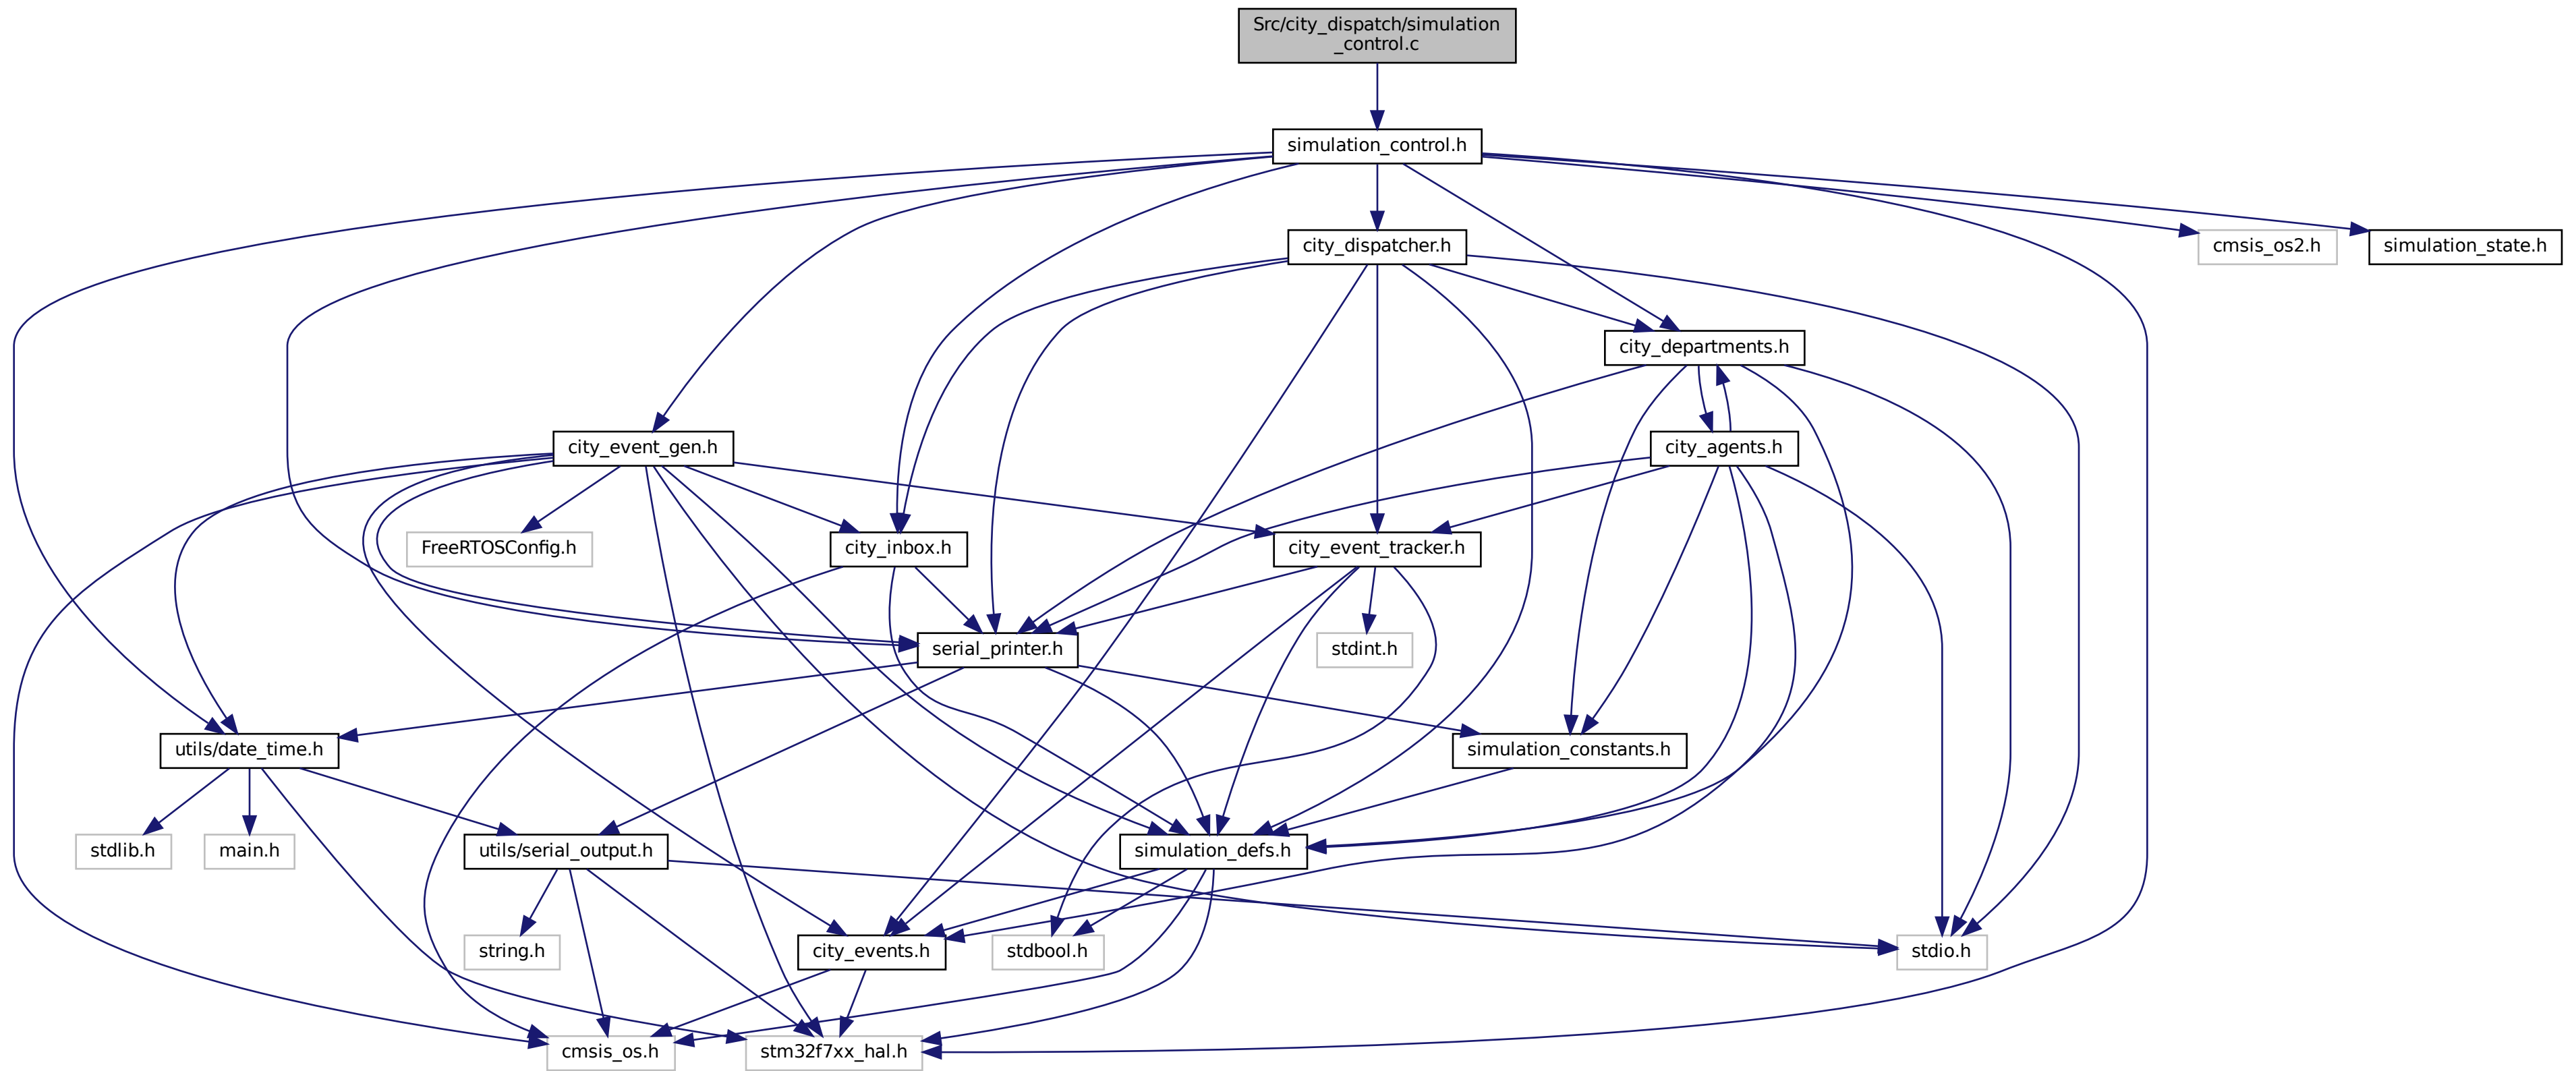 Src/city_dispatch/simulation
_control.c
simulation_control.h
city_dispatcher.h
cmsis_os2.h
simulation_state.h
city_departments.h
city_event_gen.h
city_agents.h
FreeRTOSConfig.h
city_inbox.h
city_event_tracker.h
serial_printer.h
stdint.h
utils/date_time.h
simulation_constants.h
stdlib.h
main.h
utils/serial_output.h
simulation_defs.h
string.h
city_events.h
stdbool.h
stdio.h
cmsis_os.h
stm32f7xx_hal.h